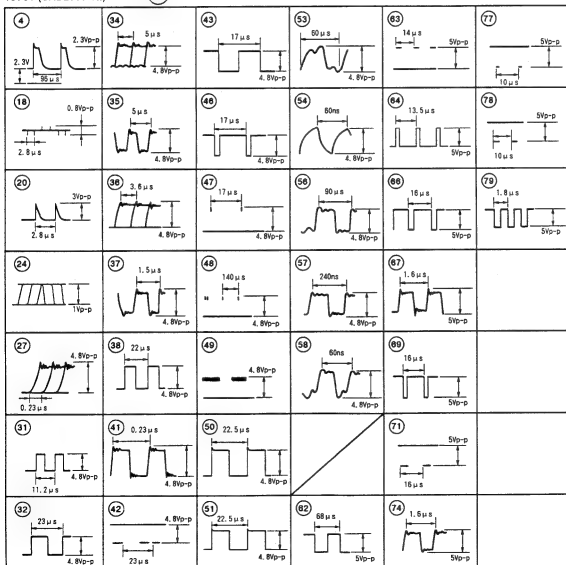 4
2.3Vp-p
2.3V
96μs
34
5μs
4.8Vp-p
43
17μs
4.8Vp-p
53
60μs
4.8Vp-p
63
14μs
5Vp-p
77
5Vp-p
10μs
18
0.8Vp-p
2.8μs
35
5μs
4.8Vp-p
46
17μs
4.8Vp-p
54
60ns
4.8Vp-p
64
13.5μs
5Vp-p
78
5Vp-p
10μs
20
3Vp-p
2.8μs
36
3.6μs
4.8Vp-p
47
17μs
4.8Vp-p
56
90μs
4.8Vp-p
66
16μs
5Vp-p
79
1.8μs
5Vp-p
24
1Vp-p
37
1.5μs
4.8Vp-p
48
140μs
4.8Vp-p
57
240ns
4.8Vp-p
67
1.6μs
5Vp-p
27
4.8Vp-p
0.23μs
38
22μs
4.8Vp-p
49
4.8Vp-p
58
60ns
4.8Vp-p
69
16μs
5Vp-p
31
4.8Vp-p
11.2μs
41
0.23μs
4.8Vp-p
50
22.5μs
4.8Vp-p
71
5Vp-p
16μs
32
23μs
4.8Vp-p
42
4.8Vp-p
23μs
51
22.5μs
4.8Vp-p
62
68μs
5Vp-p
74
1.6μs
5Vp-p